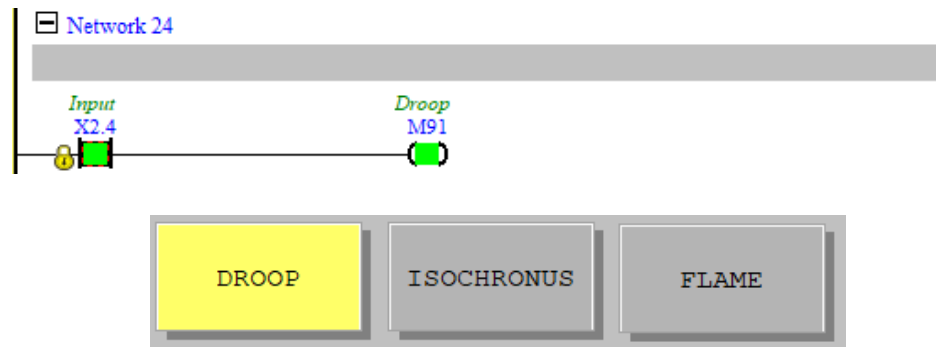 Network 24
Input Droop
X2.4 M91
DROOP ISOCHRONUS FLAME